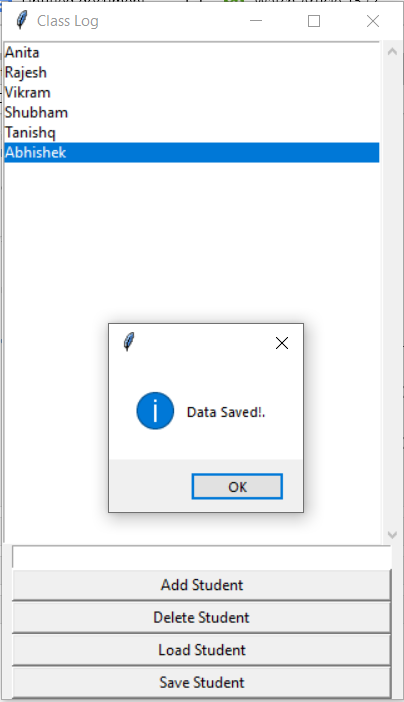 Class Log
Anita
Rajesh
Vikram
Shubham
Tanishq
Abhishek
Data Saved!.
OK
Add Student
Delete Student
Load Student
Save Student